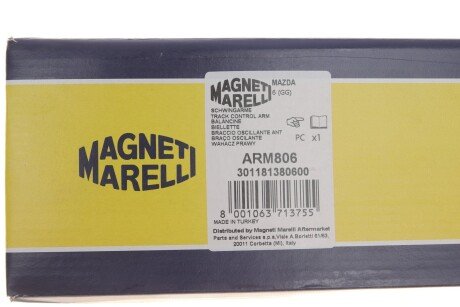 MAGNETI
MARELLI
MAGNETI
MARELLI
MAZDA
6 (GG)
SCHWINGARME
TRACK CONTROL ARM
BALANCINE
BIELLETTE
BRACCIO OSCILLANTE ANT
BRAÇO OSCILANTE
WAHACZ PRAWY
PC x1
ARM806
301181380600
8 001063 713755
MADE IN TURKEY
Distributed by Magneti Marelli Aftermarket
Parts and Services s.p.a. Viale A.Borletti 61/63,
20011 Corbetta (MI), Italy